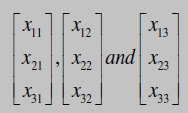 [x11 x21 x31], [x12 x22 x32] and [x13 x23 x33]